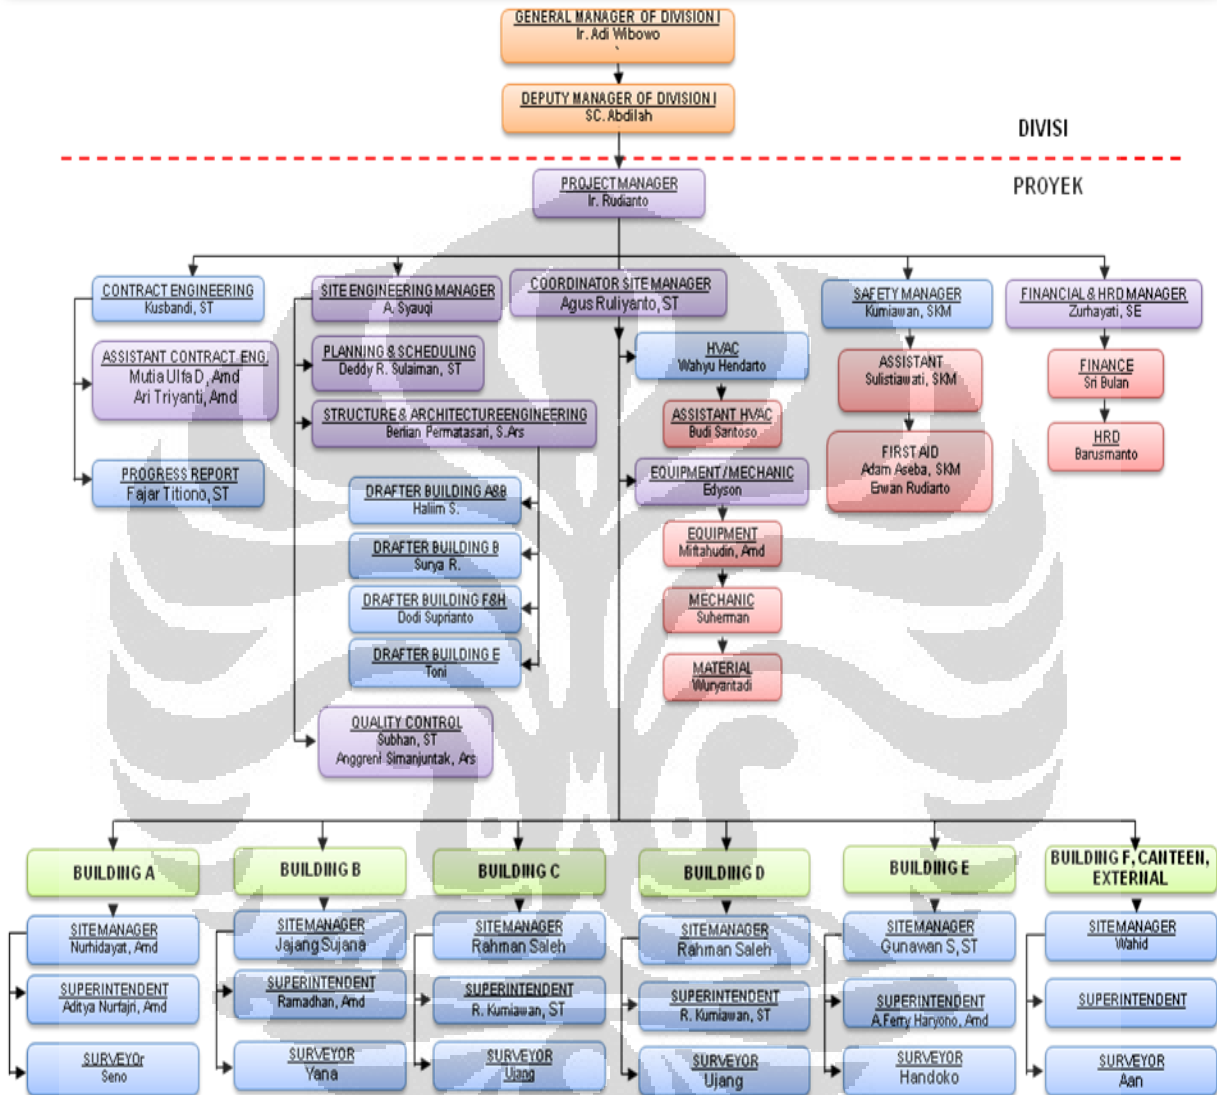 GENERAL MANAGER OF DIVISION I
Ir. Adi Wibowo
DEPUTY MANAGER OF DIVISION I
SC. Abdilah
DIVISI
PROYEK
PROJECT MANAGER
Ir. Rudianto
CONTRACT ENGINEERING
Kusbandi, ST
ASSISTANT CONTRACT ENG.
Mutia Ulfa D, Amd
Ari Triyanti, Amd
PROGRESS REPORT
Fajar Titiono, ST
SITE ENGINEERING MANAGER
A. Syauqi
PLANNING & SCHEDULING
Deddy R. Sulaiman, ST
STRUCTURE & ARCHITECTURE ENGINEERING
Berlian Permatasari, S.Ars
DRAFTER BUILDING A&B
Haliim S.
DRAFTER BUILDING B
Surya R.
DRAFTER BUILDING F&H
Dodi Suprianto
DRAFTER BUILDING E
Toni
QUALITY CONTROL
Subhan, ST
Anggreni Simanjuntak, Ars
COORDINATOR SITE MANAGER
Agus Ruliyanto, ST
HVAC
Wahyu Hendarto
ASSISTANT HVAC
Budi Santoso
EQUIPMENT / MECHANIC
Edyson
EQUIPMENT
Miftahudin, Amd
MECHANIC
Suherman
MATERIAL
Wuryantadi
SAFETY MANAGER
Kurniawan, SKM
ASSISTANT
Sulistiawati, SKM
FIRST AID
Adam Aseba, SKM
Erwan Rudiarto
FINANCIAL & HRD MANAGER
Zurhayati, SE
FINANCE
Sri Bulan
HRD
Barusmanto
BUILDING A
SITE MANAGER
Nurhidayat, Amd
SUPERINTENDENT
Aditya Nurfajri, Amd
SURVEYOr
Seno
BUILDING B
SITE MANAGER
Jajang Sujana
SUPERINTENDENT
Ramadhan, Amd
SURVEYOR
Yana
BUILDING C
SITE MANAGER
Rahman Saleh
SUPERINTENDENT
R. Kurniawan, ST
SURVEYOR
Ujang
BUILDING D
SITE MANAGER
Rahman Saleh
SUPERINTENDENT
R. Kurniawan, ST
SURVEYOR
Ujang
BUILDING E
SITE MANAGER
Gunawan S, ST
SUPERINTENDENT
A.Ferry Haryono, Amd
SURVEYOR
Handoko
BUILDING F, CANTEEN,
EXTERNAL
SITE MANAGER
Wahid
SUPERINTENDENT
SURVEYOR
Aan